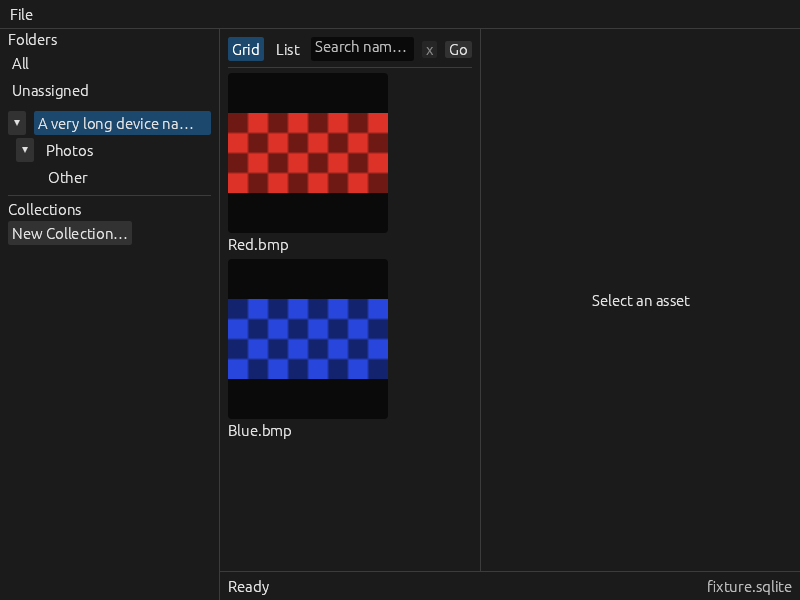 File
Folders
All
Unassigned
A very long device na…
Photos
Other
Collections
New Collection…
Grid List Search nam… x Go
Red.bmp
Blue.bmp
Select an asset
Ready fixture.sqlite